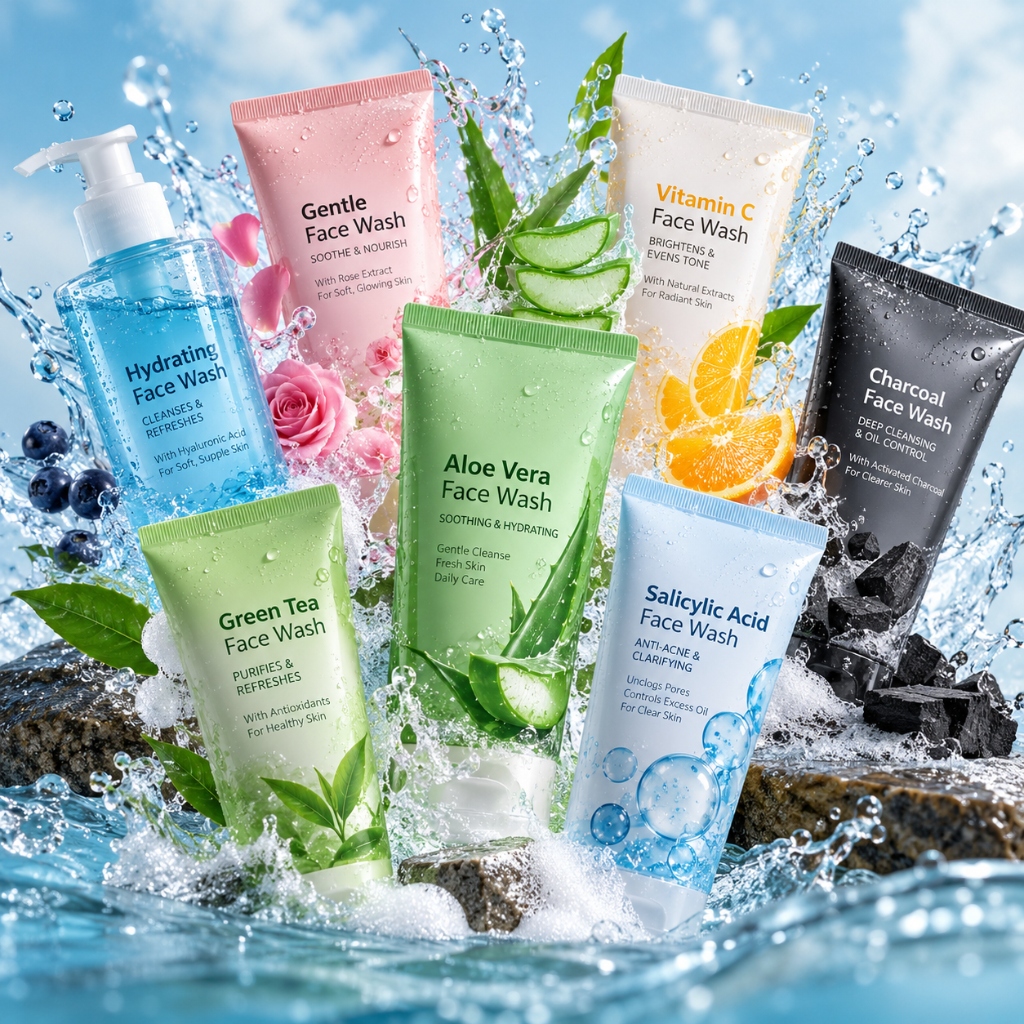 Gentle
Face Wash
SOOTHE & NOURISH
With Rose Extract
For Soft, Glowing Skin
Vitamin C
Face Wash
BRIGHTENS &
EVENS TONE
With Natural Extracts
For Radiant Skin
Hydrating
Face Wash
CLEANSES &
REFRESHES
With Hyaluronic Acid
For Soft, Supple Skin
Charcoal
Face Wash
DEEP CLEANSING
& OIL CONTROL
With Activated Charcoal
For Clearer Skin
Aloe Vera
Face Wash
SOOTHING & HYDRATING
Gentle Cleanse
Fresh Skin
Daily Care
Green Tea
Face Wash
PURIFIES &
REFRESHES
With Antioxidants
For Healthy Skin
Salicylic Acid
Face Wash
ANTI-ACNE &
CLARIFYING
Unclogs Pores
Controls Excess Oil
For Clear Skin